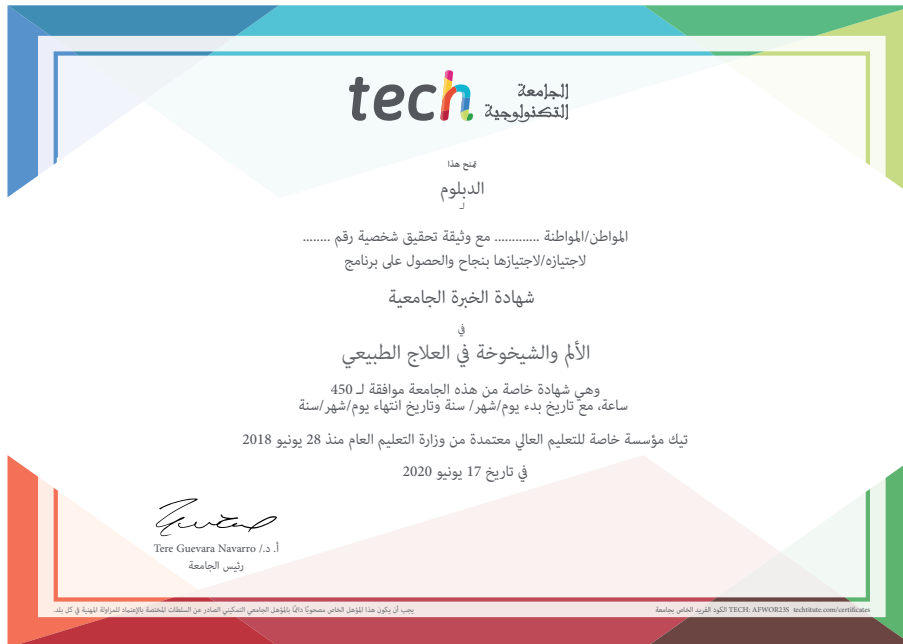 tech الجامعة
التكنولوجية
يمنح هذا
الدبلوم
لـ
المواطن/المواطنة ............. مع وثيقة تحقيق شخصية رقم ........
لاجتيازه/لاجتيازها بنجاح والحصول على برنامج
شهادة الخبرة الجامعية
في
الألم والشيخوخة في العلاج الطبيعي
وهي شهادة خاصة من هذه الجامعة موافقة لـ 450
ساعة، مع تاريخ بدء يوم/شهر/ سنة وتاريخ انتهاء يوم/شهر/سنة
تيك مؤسسة خاصة للتعليم العالي معتمدة من وزارة التعليم العام منذ 28 يونيو 2018
في تاريخ 17 يونيو 2020
أ. د./ Tere Guevara Navarro
رئيس الجامعة
يجب أن يكون هذا المؤهل الخاص مصحوبًا دائمًا بالمؤهل الجامعي التمكيني الصادر عن السلطات المختصة بالإعتماد للمزاولة المهنية في كل بلد.
الكود الفريد الخاص بجامعة TECH: AFWOR23S techtitute.com/certificates